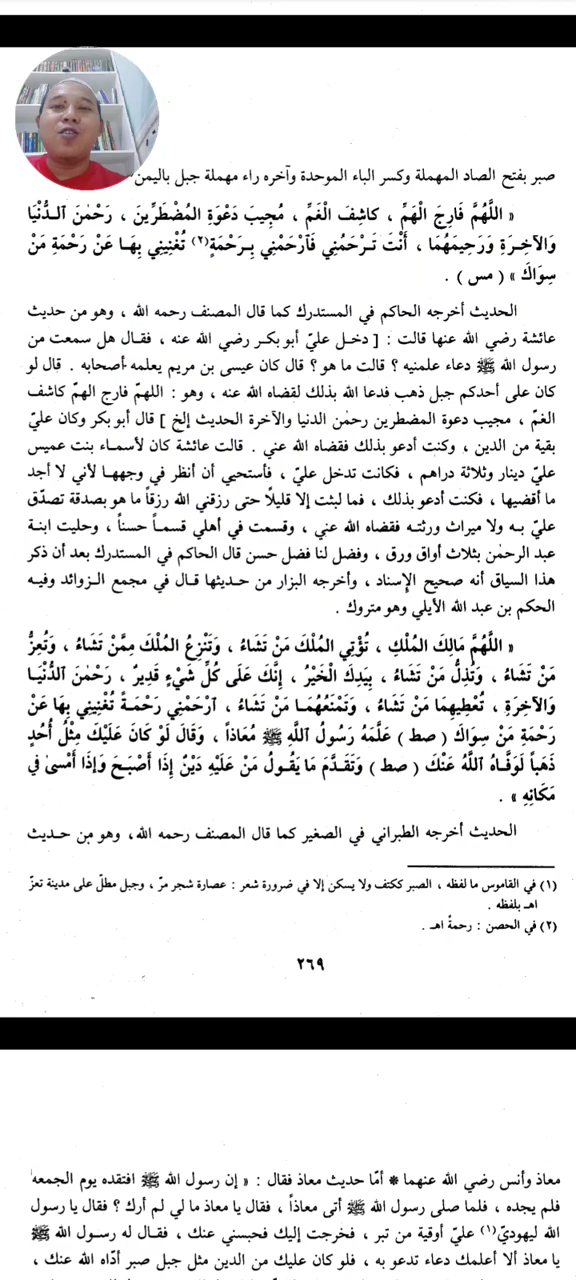 صبر بفتح الصاد المهملة وكسر الباء الموحدة وآخره راء مهملة جبل باليمن
« اللَّهُمَّ فَارِجَ الْهَمِّ ، كَاشِفَ الْغَمِّ ، مُجِيبَ دَعْوَةِ المُضْطَرِّينَ ، رَحْمٰنَ الدُّنْيَا
وَالآخِرَةِ وَرَحِيمَهُمَا ، أَنْتَ تَرْحَمُنِي فَآرْحَمْنِي بِرَحْمَةٍ(٢) تُغْنِينِي بِهَا عَنْ رَحْمَةِ مَنْ
سِوَاكَ » ( مس ) .
الحديث أخرجه الحاكم في المستدرك كما قال المصنف رحمه الله ، وهو من حديث
عائشة رضي الله عنها قالت : [ دخل عليّ أبو بكر رضي الله عنه ، فقال هل سمعت من
رسول الله ﷺ دعاء علمنيه ؟ قالت ما هو ؟ قال كان عيسى بن مريم يعلمه أصحابه . قال لو
كان على أحدكم جبل ذهب فدعا الله بذلك لقضاه الله عنه ، وهو : اللهمّ فارج الهمّ كاشف
الغمّ ، مجيب دعوة المضطرين رحمٰن الدنيا والآخرة الحديث إلخ ] قال أبو بكر وكان عليّ
بقية من الدين ، وكنت أدعو بذلك فقضاه الله عني . قالت عائشة كان لأسماء بنت عميس
عليّ دينار وثلاثة دراهم ، فكانت تدخل عليّ ، فأستحيي أن أنظر في وجهها لأني لا أجد
ما أقضيها ، فكنت أدعو بذلك ، فما لبثت إلا قليلًا حتى رزقني الله رزقاً ما هو بصدقة تصدّق
عليّ به ولا ميراث ورثته فقضاه الله عني ، وقسمت في أهلي قسماً حسناً ، وحليت ابنة
عبد الرحمٰن بثلاث أواق ورق ، وفضل لنا فضل حسن قال الحاكم في المستدرك بعد أن ذكر
هذا السياق أنه صحيح الإسناد ، وأخرجه البزار من حديثها قال في مجمع الزوائد وفيه
الحكم بن عبد الله الأيلي وهو متروك .
« اللَّهُمَّ مَالِكَ المُلْكِ ، تُؤْتِي المُلْكَ مَنْ تَشَاءُ ، وَتَنْزِعُ المُلْكَ مِمَّنْ تَشَاءُ ، وَتُعِزُّ
مَنْ تَشَاءُ ، وَتُذِلُّ مَنْ تَشَاءُ ، بِيَدِكَ الْخَيْرُ ، إِنَّكَ عَلَى كُلِّ شَيْءٍ قَدِيرٌ ، رَحْمٰنَ الدُّنْيَا
وَالآخِرَةِ ، تُعْطِيهِمَا مَنْ تَشَاءُ ، وَتَمْنَعُهُمَا مَنْ تَشَاءُ ، آرْحَمْنِي رَحْمَةً تُغْنِينِي بِهَا عَنْ
رَحْمَةِ مَنْ سِوَاكَ ( صط ) عَلَّمَهُ رَسُولُ اللَّهِ ﷺ مُعَاذاً ، وَقَالَ لَوْ كَانَ عَلَيْكَ مِثْلُ أُحُدٍ
ذَهَباً لَوَفَّاهُ اللَّهُ عَنْكَ ( صط ) وَتَقَدَّمَ مَا يَقُولُ مَنْ عَلَيْهِ دَيْنٌ إِذَا أَصْبَحَ وَإِذَا أَمْسىٰ فِي
مَكَانِهِ » .
الحديث أخرجه الطبراني في الصغير كما قال المصنف رحمه الله، وهو من حديث
(١) في القاموس ما لفظه ، الصبر ككتف ولا يسكن إلا في ضرورة شعر : عصارة شجر مرّ ، وجبل مطلّ على مدينة تعزّ
اهـ بلفظه .
(٢) في الحصن : رحمةً اهـ .
٢٦٩
معاذ وأنس رضي الله عنهما * أمّا حديث معاذ فقال : « إن رسول الله ﷺ افتقده يوم الجمعه
فلم يجده ، فلما صلى رسول الله ﷺ أتى معاذاً ، فقال يا معاذ ما لي لم أرك ؟ فقال يا رسول
الله ليهوديّ(١) عليّ أوقية من تبر ، فخرجت إليك فحبسني عنك ، فقال له رسول الله ﷺ
يا معاذ ألا أعلمك دعاء تدعو به ، فلو كان عليك من الدين مثل جبل صبر أدّاه الله عنك ،